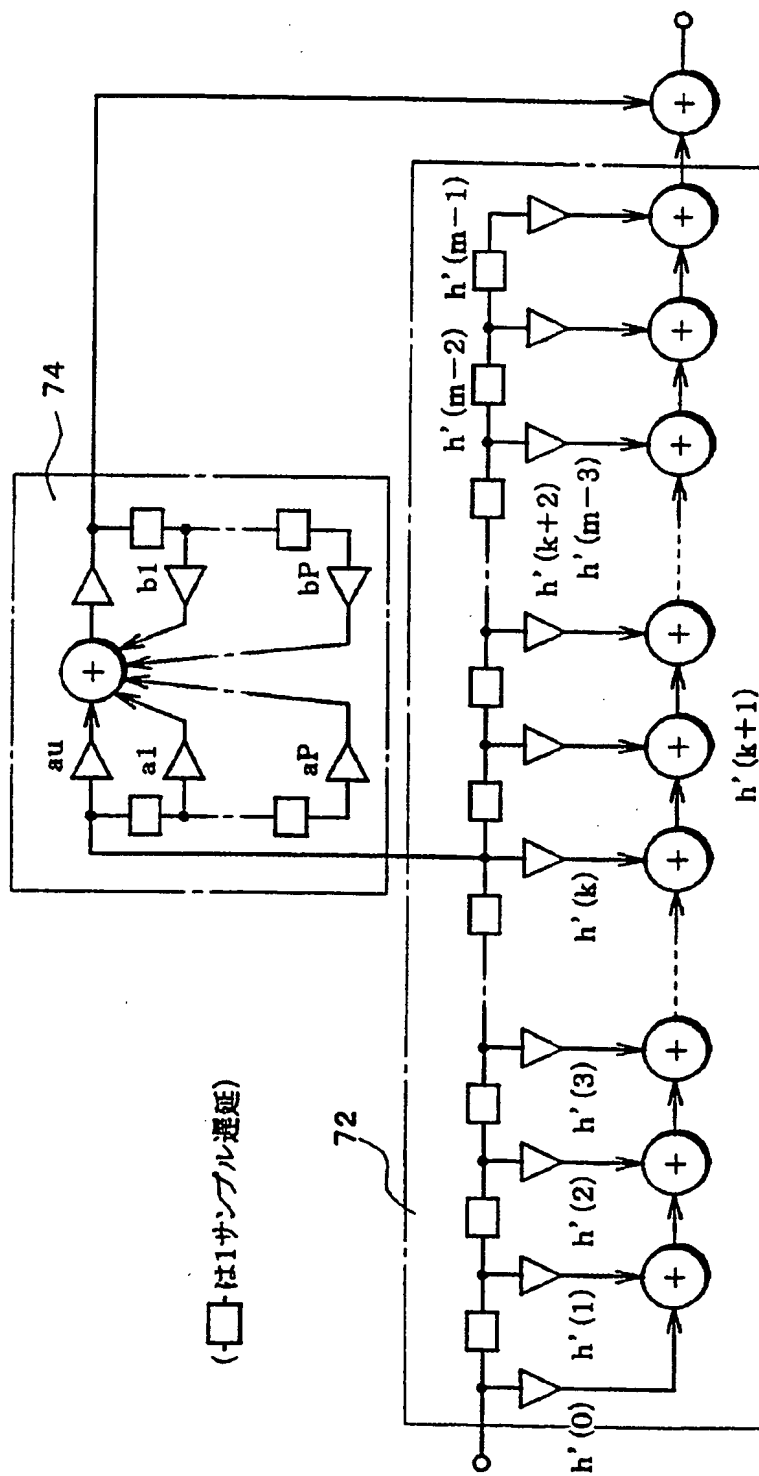 74
au
a1
aP
b1
bP
(-□-は1サンプル遅延)
72
h'(0)
h'(1)
h'(2)
h'(3)
h'(k)
h'(k+1)
h'(k+2)
h'(m-3)
h'(m-2)
h'(m-1)